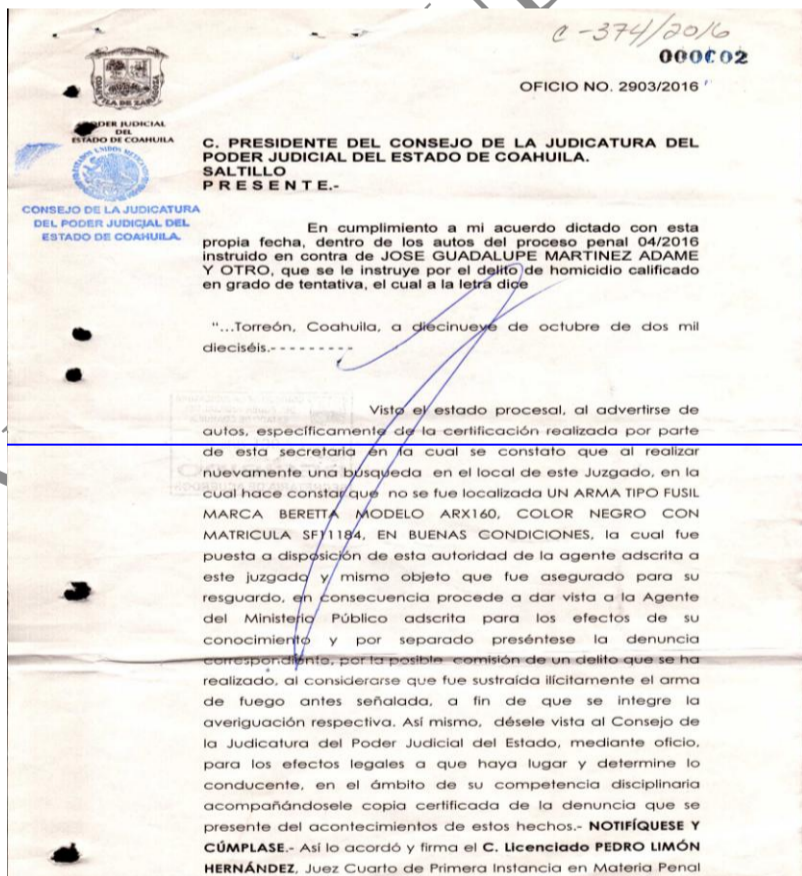 C-374/2016
000002
OFICIO NO. 2903/2016
PODER JUDICIAL
DEL
ESTADO DE COAHUILA
ESTADOS UNIDOS MEXICANOS
CONSEJO DE LA JUDICATURA
DEL PODER JUDICIAL DEL
ESTADO DE COAHUILA.
C. PRESIDENTE DEL CONSEJO DE LA JUDICATURA DEL
PODER JUDICIAL DEL ESTADO DE COAHUILA.
SALTILLO
P R E S E N T E.-
En cumplimiento a mi acuerdo dictado con esta
propia fecha, dentro de los autos del proceso penal 04/2016
instruido en contra de JOSE GUADALUPE MARTINEZ ADAME
Y OTRO, que se le instruye por el delito de homicidio calificado
en grado de tentativa, el cual a la letra dice
"...Torreón, Coahuila, a diecinueve de octubre de dos mil
dieciséis.- - - - - - - - -
Visto el estado procesal, al advertirse de
autos, específicamente de la certificación realizada por parte
de esta secretaria en la cual se constato que al realizar
nuevamente una búsqueda en el local de este Juzgado, en la
cual hace constar que no se fue localizada UN ARMA TIPO FUSIL
MARCA BERETTA MODELO ARX160, COLOR NEGRO CON
MATRICULA SF11184, EN BUENAS CONDICIONES, la cual fue
puesta a disposición de esta autoridad de la agente adscrita a
este juzgado y mismo objeto que fue asegurado para su
resguardo, en consecuencia procede a dar vista a la Agente
del Ministerio Público adscrita para los efectos de su
conocimiento y por separado preséntese la denuncia
correspondiente, por la posible comisión de un delito que se ha
realizado, al considerarse que fue sustraída ilícitamente el arma
de fuego antes señalada, a fin de que se integre la
averiguación respectiva. Así mismo, désele vista al Consejo de
la Judicatura del Poder Judicial del Estado, mediante oficio,
para los efectos legales a que haya lugar y determine lo
conducente, en el ámbito de su competencia disciplinaria
acompañándosele copia certificada de la denuncia que se
presente del acontecimientos de estos hechos.- NOTIFÍQUESE Y
CÚMPLASE.- Así lo acordó y firma el C. Licenciado PEDRO LIMÓN
HERNÁNDEZ, Juez Cuarto de Primera Instancia en Materia Penal